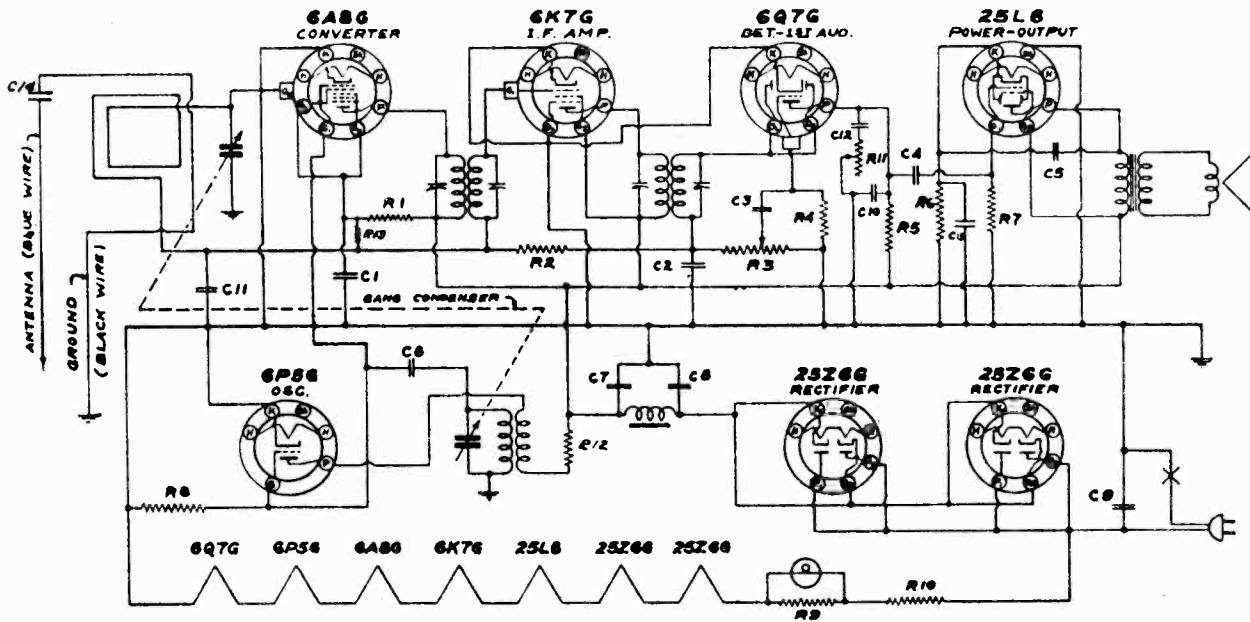 6A8G
CONVERTER
6K7G
I.F. AMP.
6Q7G
DET-1ST AUD.
25L6
POWER-OUTPUT
C14
C12
R11
C4
C5
R1
R13
C3
R4
C10
R5
R6
C13
R7
ANTENNA (BLUE WIRE)
GROUND
(BLACK WIRE)
C11
C1
R2
C2
R3
GANG CONDENSER
6P5G
OSC.
C6
C7
C8
25Z6G
RECTIFIER
25Z6G
RECTIFIER
R12
R8
C9
6Q7G 6P5G 6A8G 6K7G 25L6 25Z6G 25Z6G
R9
R10